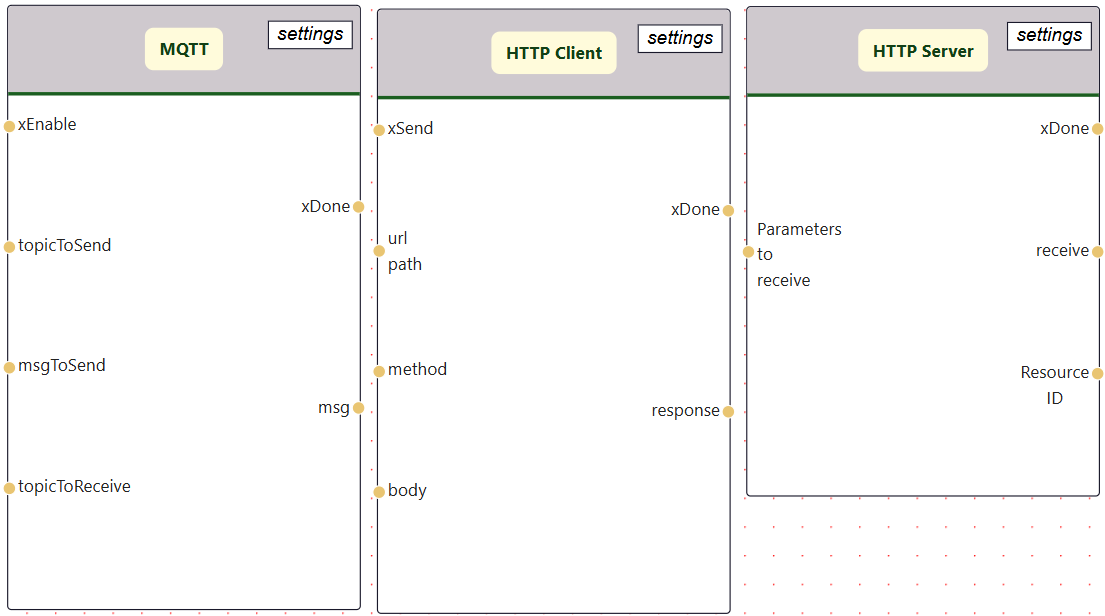 MQTT
settings
xEnable
xDone
topicToSend
msgToSend
msg
topicToReceive
HTTP Client
settings
xSend
xDone
url
path
method
response
body
HTTP Server
settings
xDone
Parameters
to
receive
receive
Resource
ID